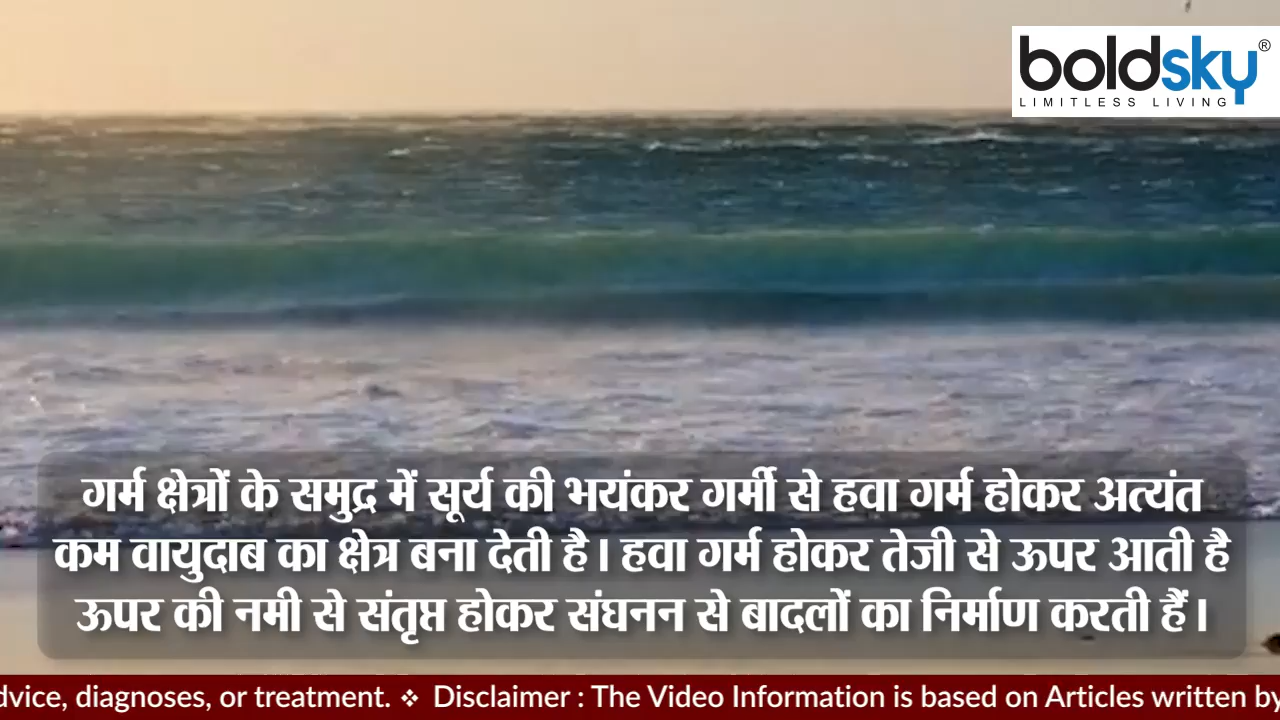 boldsky®
LIMITLESS LIVING
गर्म क्षेत्रों के समुद्र में सूर्य की भयंकर गर्मी से हवा गर्म होकर अत्यंत
कम वायुदाब का क्षेत्र बना देती है। हवा गर्म होकर तेजी से ऊपर आती है
ऊपर की नमी से संतृप्त होकर संघनन से बादलों का निर्माण करती हैं।
dvice, diagnoses, or treatment. ❖ Disclaimer : The Video Information is based on Articles written by